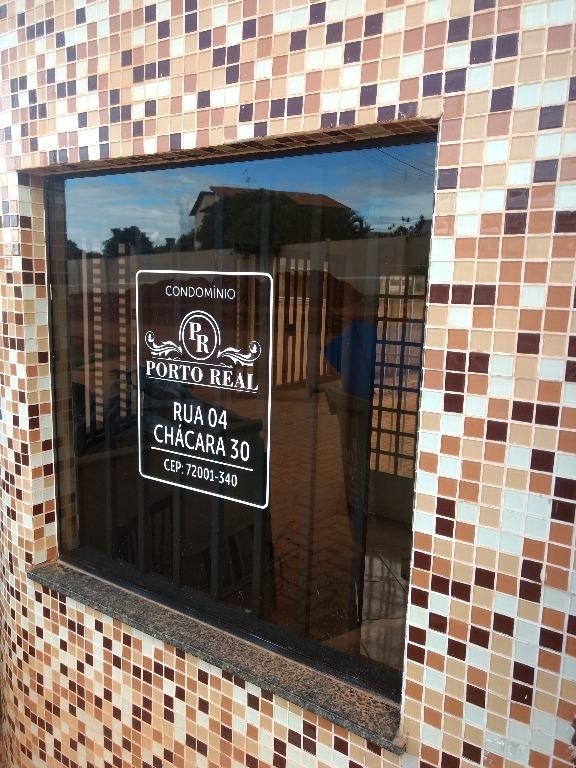 CONDOMÍNIO
PR
PORTO REAL
RUA 04
CHÁCARA 30
CEP: 72001-340